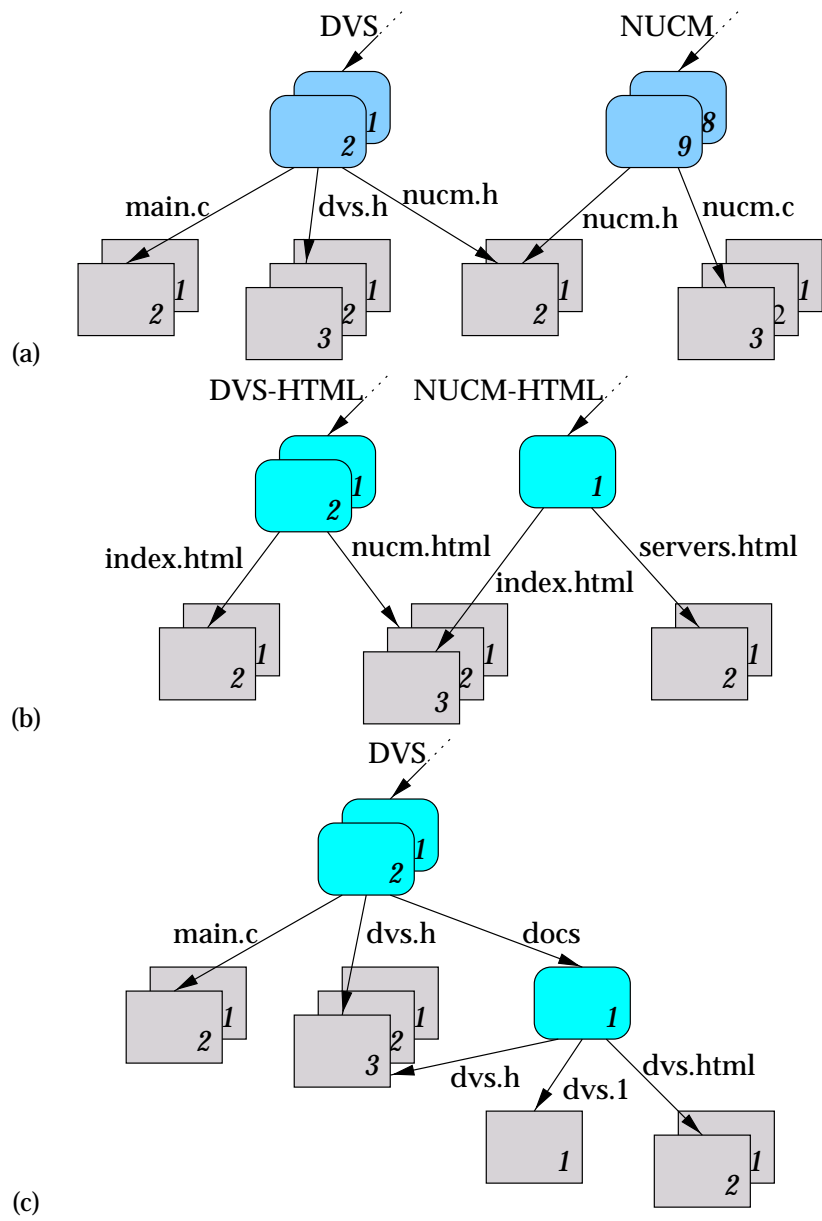 DVS NUCM
1 8
2 9
main.c dvs.h nucm.h nucm.h nucm.c
1 1 1 1
2 2 2 2
3 3
(a)
DVS-HTML NUCM-HTML
1 1
2
index.html nucm.html index.html servers.html
1 1 1
2 2 2
3
(b)
DVS
1
2
main.c dvs.h docs
1 1 1
2 2
3
dvs.h dvs.1 dvs.html
1 1
2
(c)